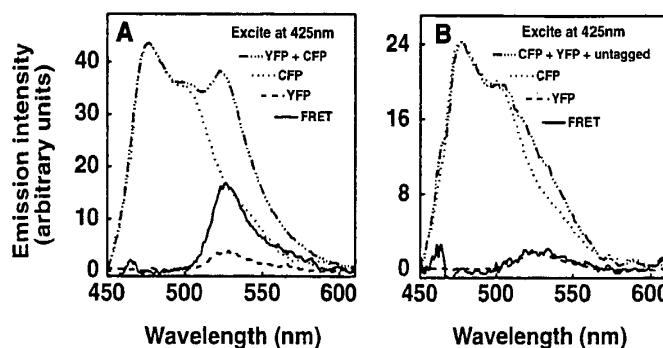 A
Excite at 425nm
YFP + CFP
CFP
YFP
FRET
40
30
20
10
0
450 500 550 600
Wavelength (nm)
Emission intensity
(arbitrary units)
B
Excite at 425nm
CFP + YFP + untagged
CFP
YFP
FRET
24
16
8
0
450 500 550 600
Wavelength (nm)